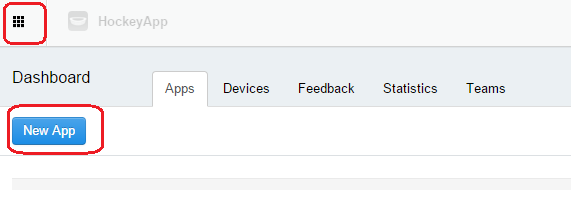 HockeyApp
Dashboard
Apps Devices Feedback Statistics Teams
New App